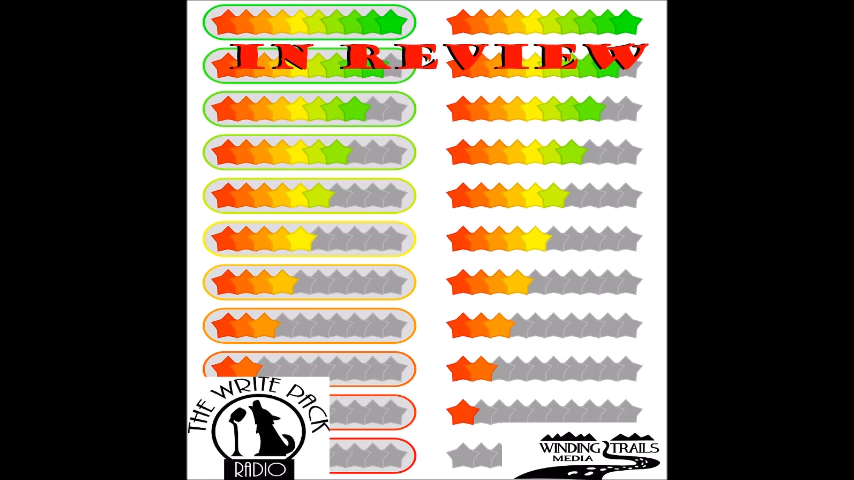 IN REVIEW
THE WRITE PACK
RADIO
WINDING TRAILS
MEDIA